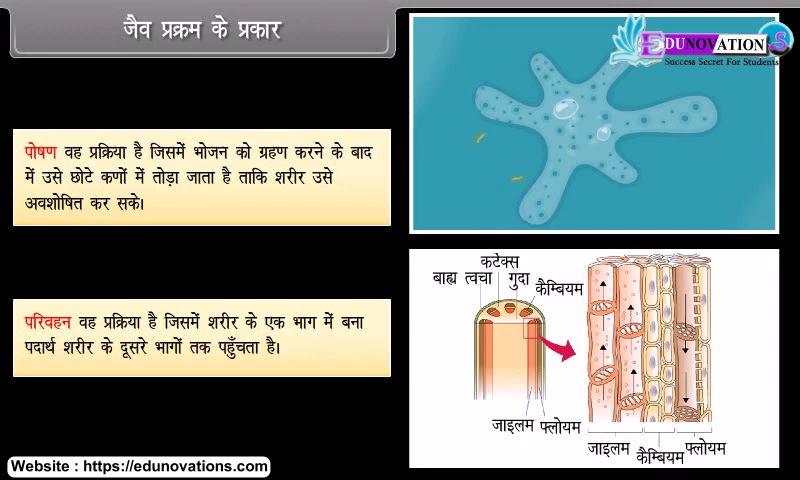 जैव प्रक्रम के प्रकार
EDUNOVATIONS
Success Secret For Students
पोषण वह प्रक्रिया है जिसमें भोजन को ग्रहण करने के बाद
में उसे छोटे कणों में तोड़ा जाता है ताकि शरीर उसे
अवशोषित कर सके।
कर्टेक्स
बाह्य त्वचा गुदा
कैम्बियम
परिवहन वह प्रक्रिया है जिसमें शरीर के एक भाग में बना
पदार्थ शरीर के दूसरे भागों तक पहुँचता है।
जाइलम फ्लोयम
जाइलम कैम्बियम फ्लोयम
Website : https://edunovations.com